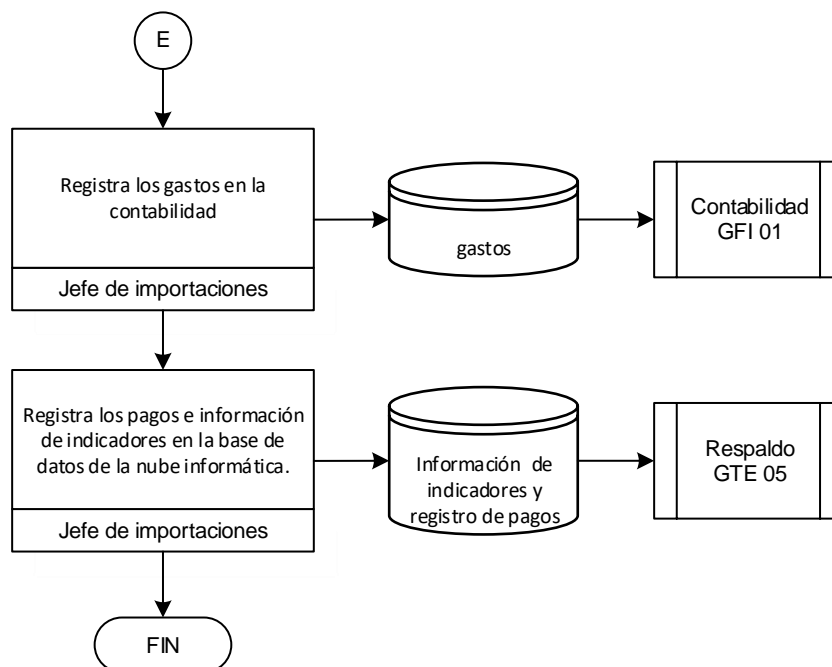 E
Registra los gastos en la
contabilidad
Jefe de importaciones
gastos
Contabilidad
GFI 01
Registra los pagos e información
de indicadores en la base de
datos de la nube informática.
Jefe de importaciones
Información de
indicadores y
registro de pagos
Respaldo
GTE 05
FIN